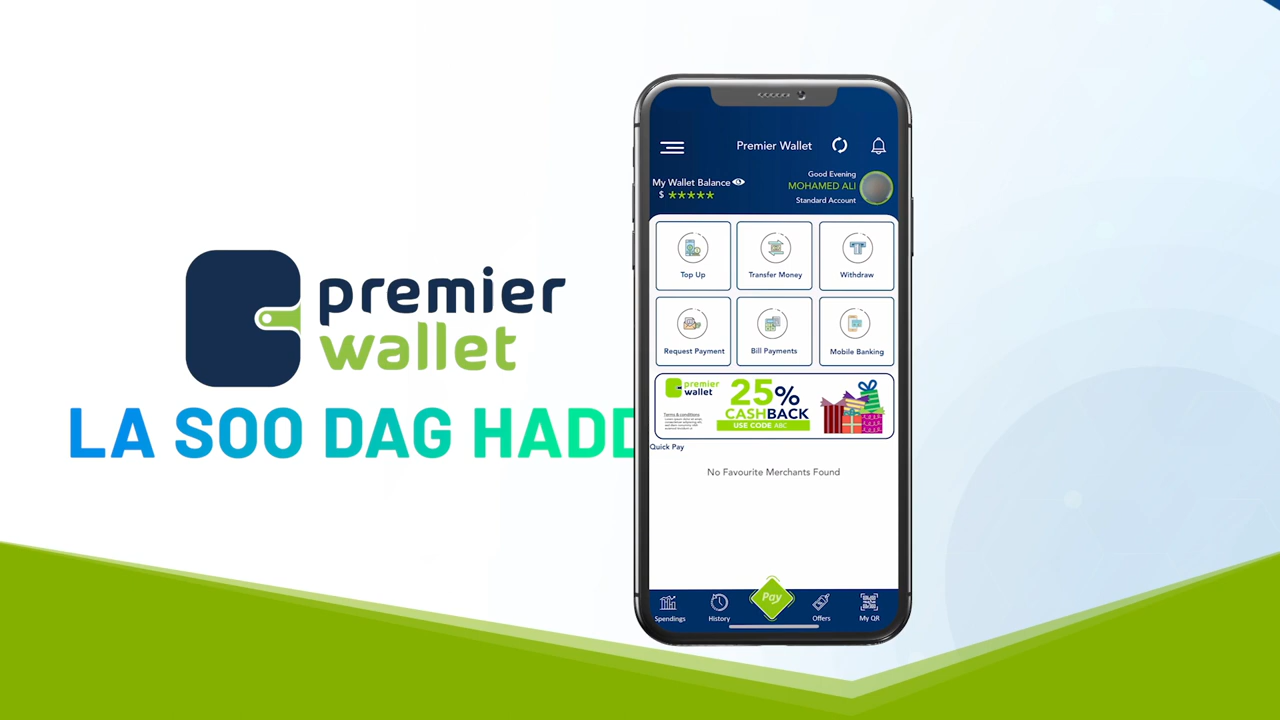 premier
wallet
LA SOO DAG HADD
Premier Wallet
My Wallet Balance
$ *****
Good Evening
MOHAMED ALI
Standard Account
Top Up
Transfer Money
Withdraw
Request Payment
Bill Payments
Mobile Banking
premier
wallet
Terms & conditions
25%
CASHBACK
USE CODE ABC
Quick Pay
No Favourite Merchants Found
Spendings
History
Pay
Offers
My QR